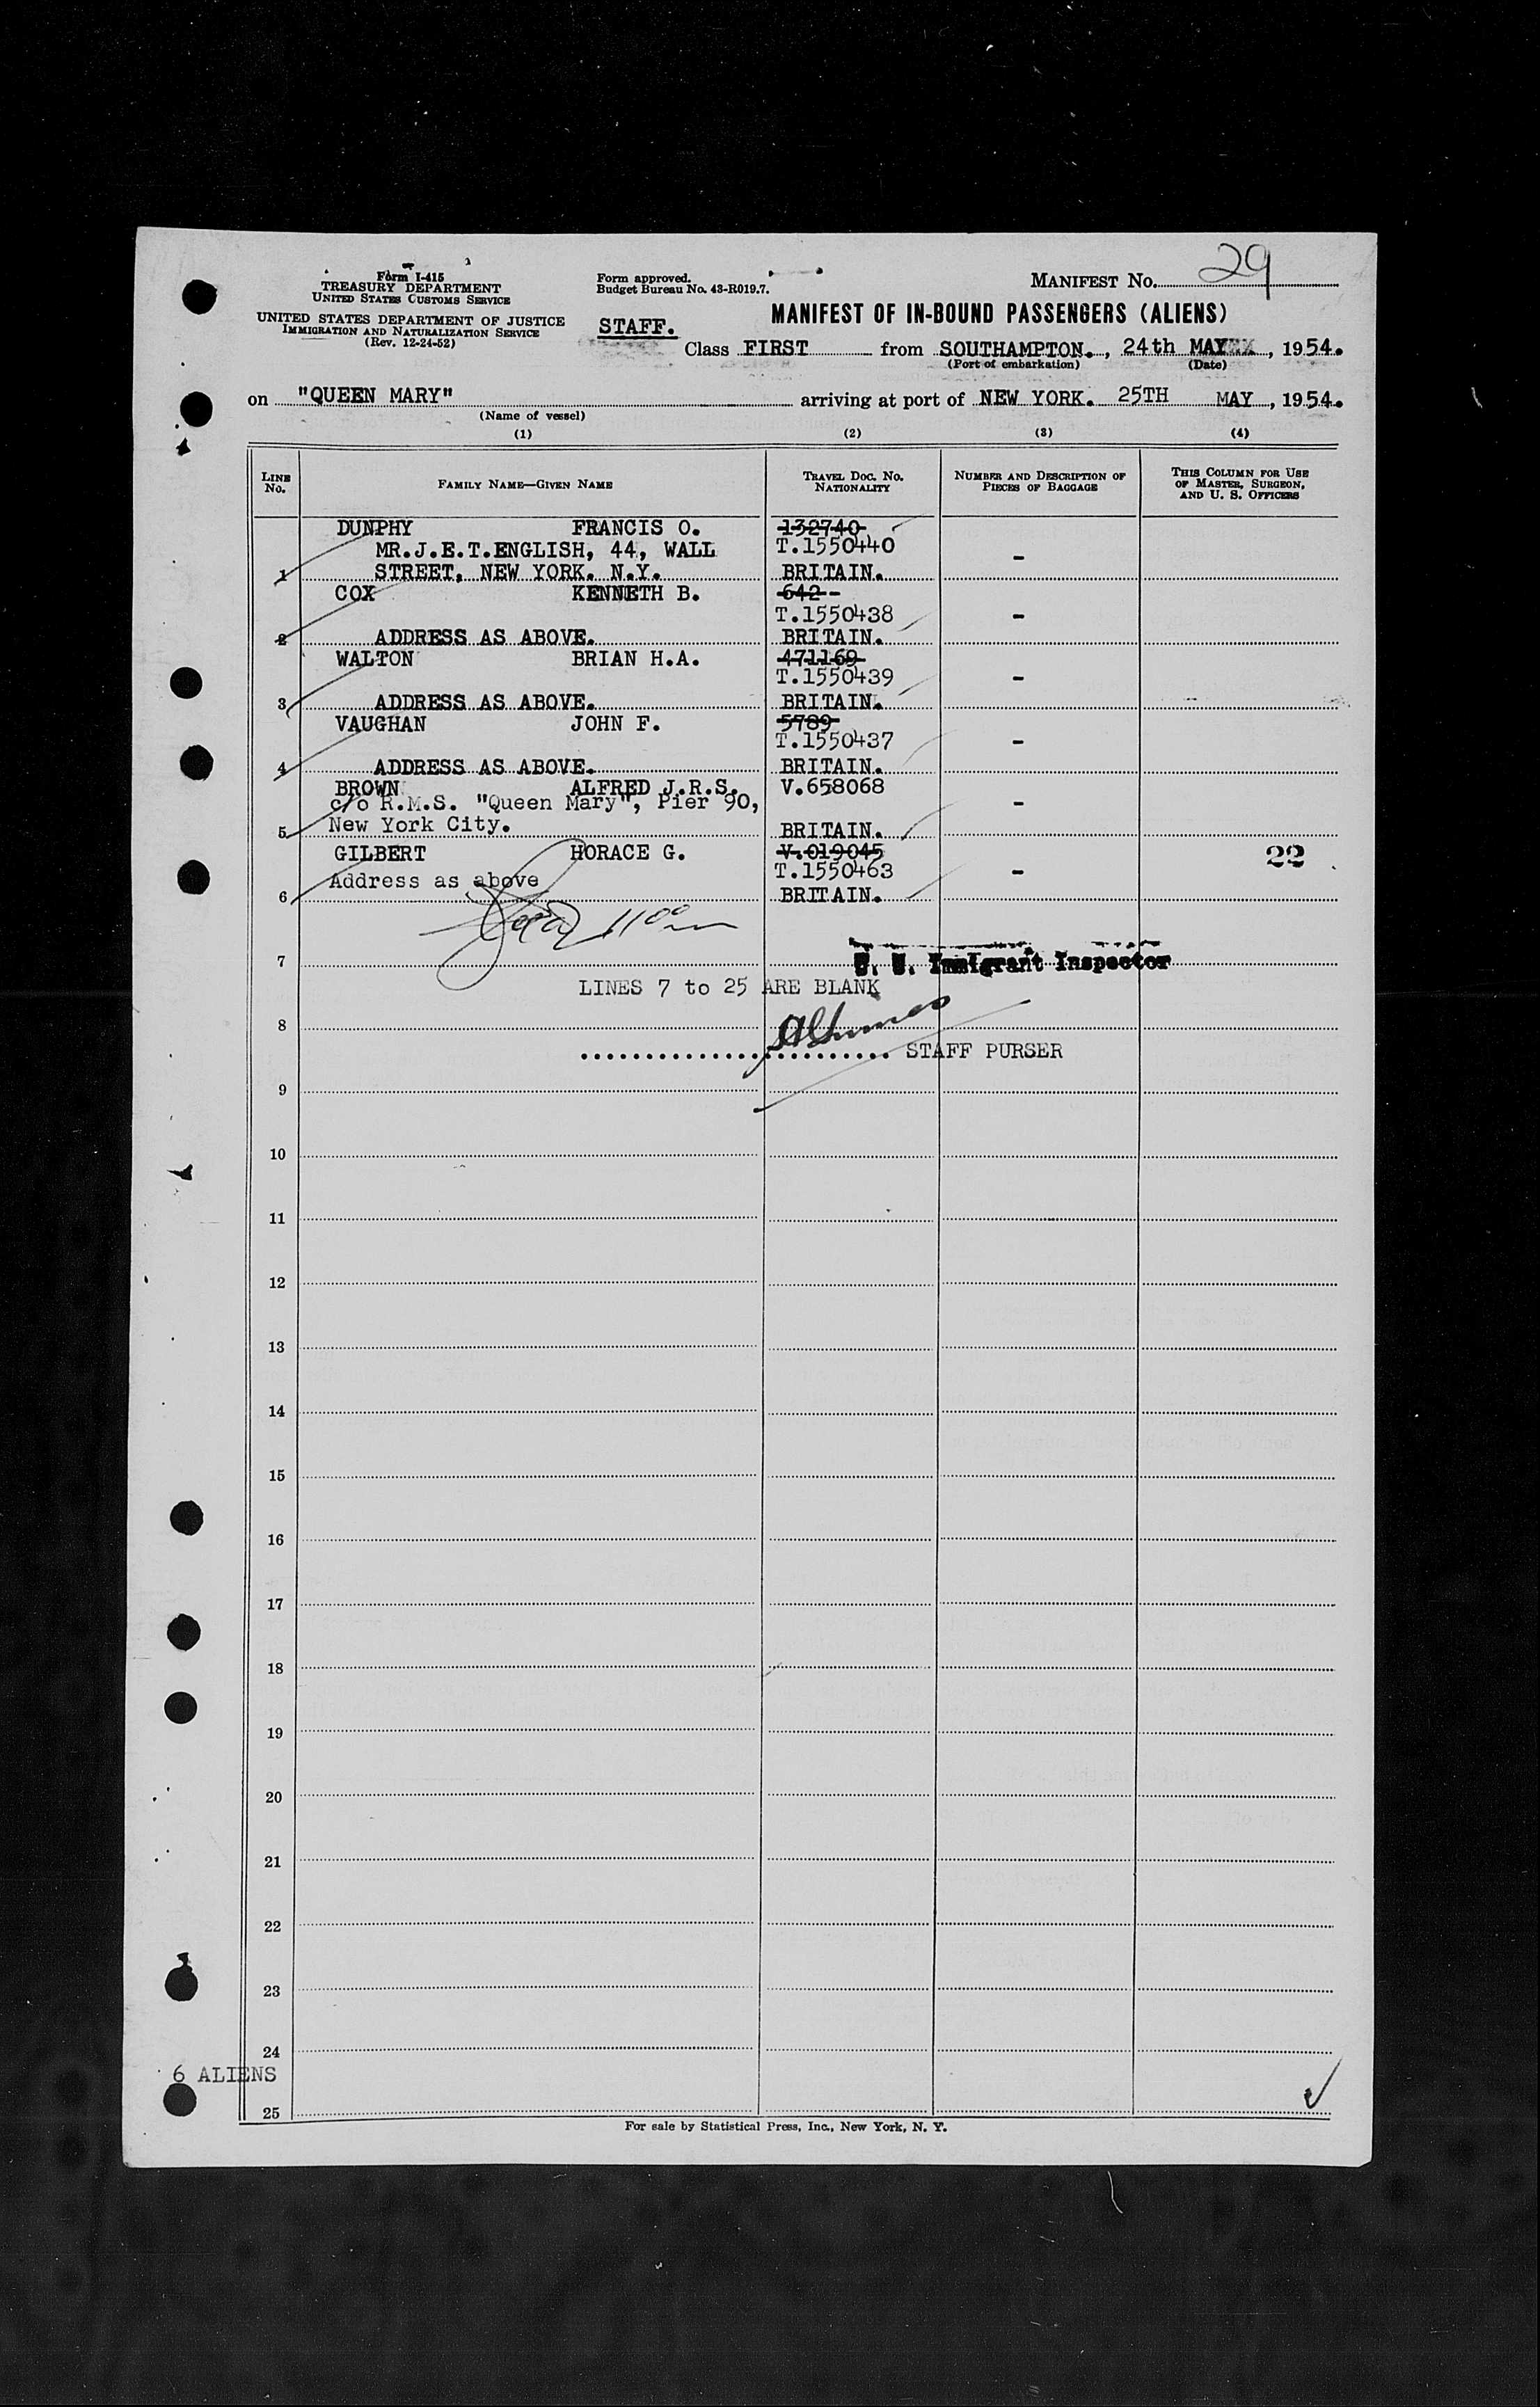 Form I-415
TREASURY DEPARTMENT
UNITED STATES CUSTOMS SERVICE
UNITED STATES DEPARTMENT OF JUSTICE
IMMIGRATION AND NATURALIZATION SERVICE
(Rev. 12-24-52)
Form approved.
Budget Bureau No. 43-R019.7.
MANIFEST No. 29
MANIFEST OF IN-BOUND PASSENGERS (ALIENS)
STAFF.
Class FIRST from SOUTHAMPTON., 24th MAY, 1954.
(Port of embarkation) (Date)
on "QUEEN MARY" arriving at port of NEW YORK. 25TH MAY, 1954.
(Name of vessel)
(1) (2) (3) (4)
LINE No. FAMILY NAME—GIVEN NAME TRAVEL DOC. NO. NATIONALITY NUMBER AND DESCRIPTION OF PIECES OF BAGGAGE THIS COLUMN FOR USE OF MASTER, SURGEON, AND U. S. OFFICERS
DUNPHY FRANCIS O. 132740
MR.J.E.T.ENGLISH, 44, WALL T.1550440 -
1 STREET, NEW YORK. N.Y. BRITAIN.
COX KENNETH B. 642-
T.1550438 -
2 ADDRESS AS ABOVE. BRITAIN.
WALTON BRIAN H.A. 471169
T.1550439 -
3 ADDRESS AS ABOVE. BRITAIN.
VAUGHAN JOHN F. 5789
T.1550437 -
4 ADDRESS AS ABOVE. BRITAIN.
BROWN ALFRED J.R.S. V.658068
c/o R.M.S. "Queen Mary", Pier 90, -
5 New York City. BRITAIN.
GILBERT HORACE G. V.019045 22
Address as above T.1550463 -
6 BRITAIN.
7 U. S. Immigrant Inspector
LINES 7 to 25 ARE BLANK
8
STAFF PURSER
9
10
11
12
13
14
15
16
17
18
19
20
21
22
23
24
6 ALIENS
25
For sale by Statistical Press, Inc., New York, N. Y.